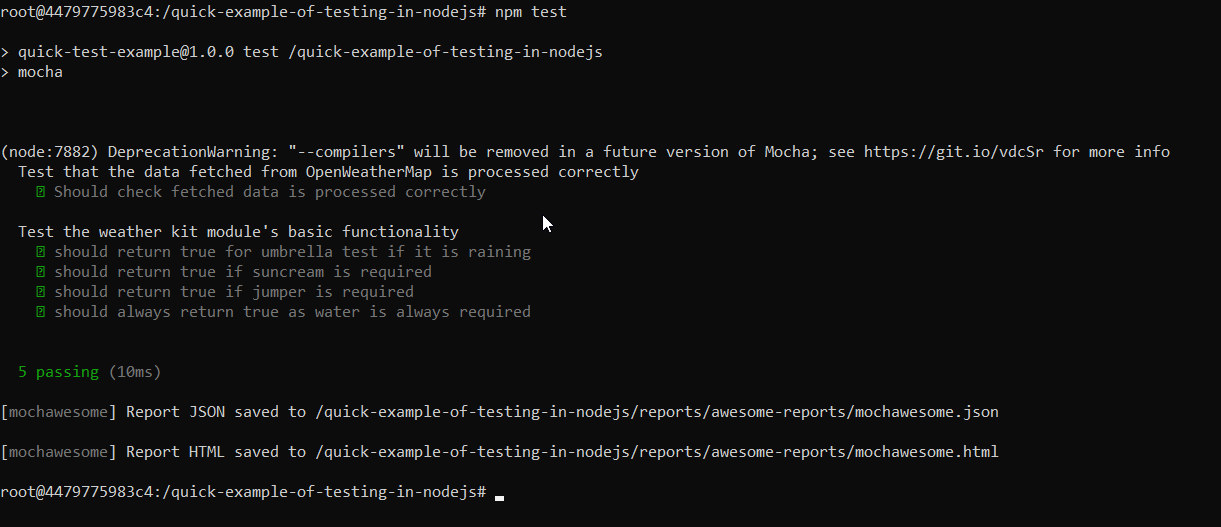 root@4479775983c4:/quick-example-of-testing-in-nodejs# npm test
> quick-test-example@1.0.0 test /quick-example-of-testing-in-nodejs
> mocha
(node:7882) DeprecationWarning: "--compilers" will be removed in a future version of Mocha; see https://git.io/vdcSr for more info
Test that the data fetched from OpenWeatherMap is processed correctly
⍰ Should check fetched data is processed correctly
Test the weather kit module's basic functionality
⍰ should return true for umbrella test if it is raining
⍰ should return true if suncream is required
⍰ should return true if jumper is required
⍰ should always return true as water is always required
5 passing (10ms)
[mochawesome] Report JSON saved to /quick-example-of-testing-in-nodejs/reports/awesome-reports/mochawesome.json
[mochawesome] Report HTML saved to /quick-example-of-testing-in-nodejs/reports/awesome-reports/mochawesome.html
root@4479775983c4:/quick-example-of-testing-in-nodejs#